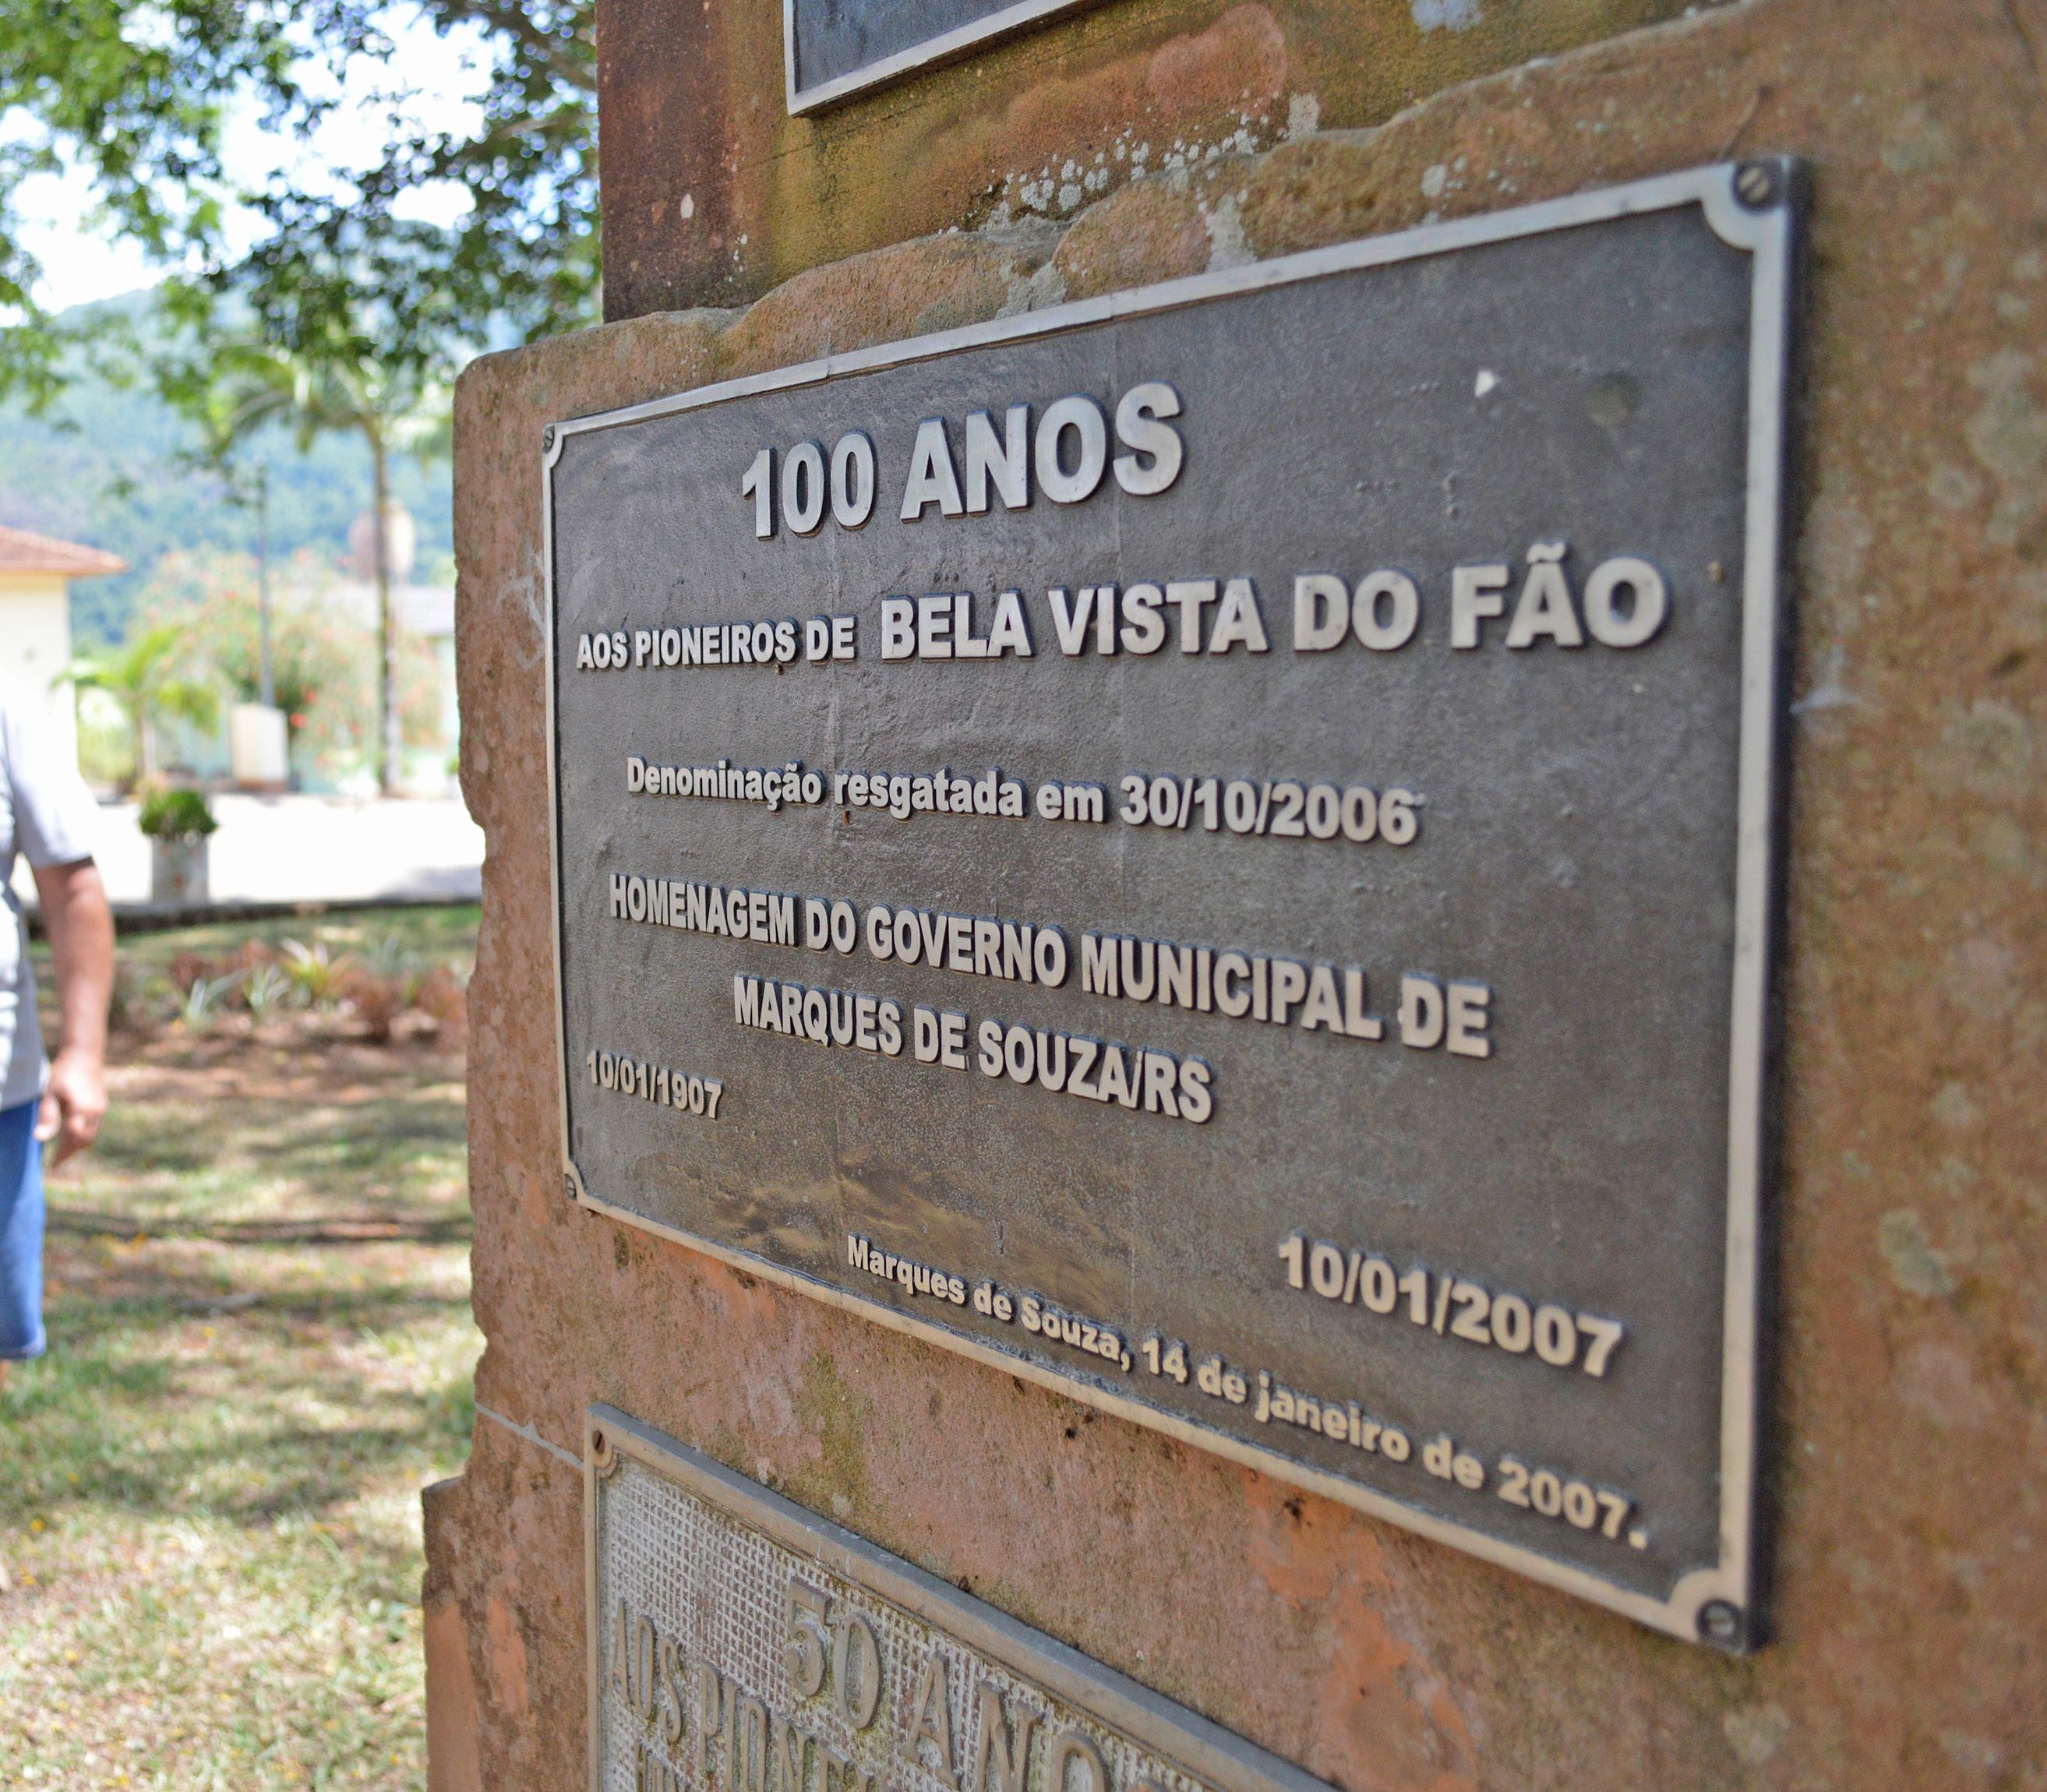 100 ANOS
AOS PIONEIROS DE BELA VISTA DO FÃO
Denominação resgatada em 30/10/2006
HOMENAGEM DO GOVERNO MUNICIPAL DE
MARQUES DE SOUZA/RS
10/01/1907
10/01/2007
Marques de Souza, 14 de janeiro de 2007.
50 ANOS
AOS